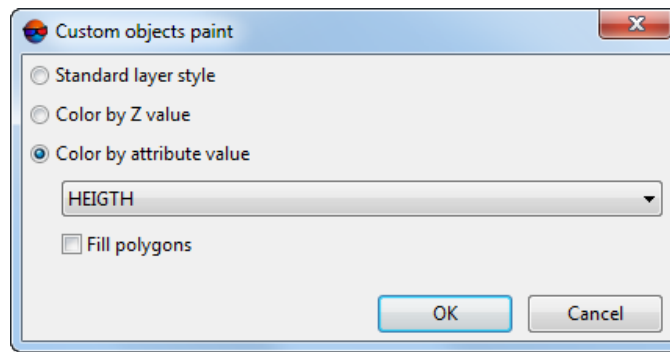 Custom objects paint
Standard layer style
Color by Z value
Color by attribute value
HEIGTH
Fill polygons
OK Cancel